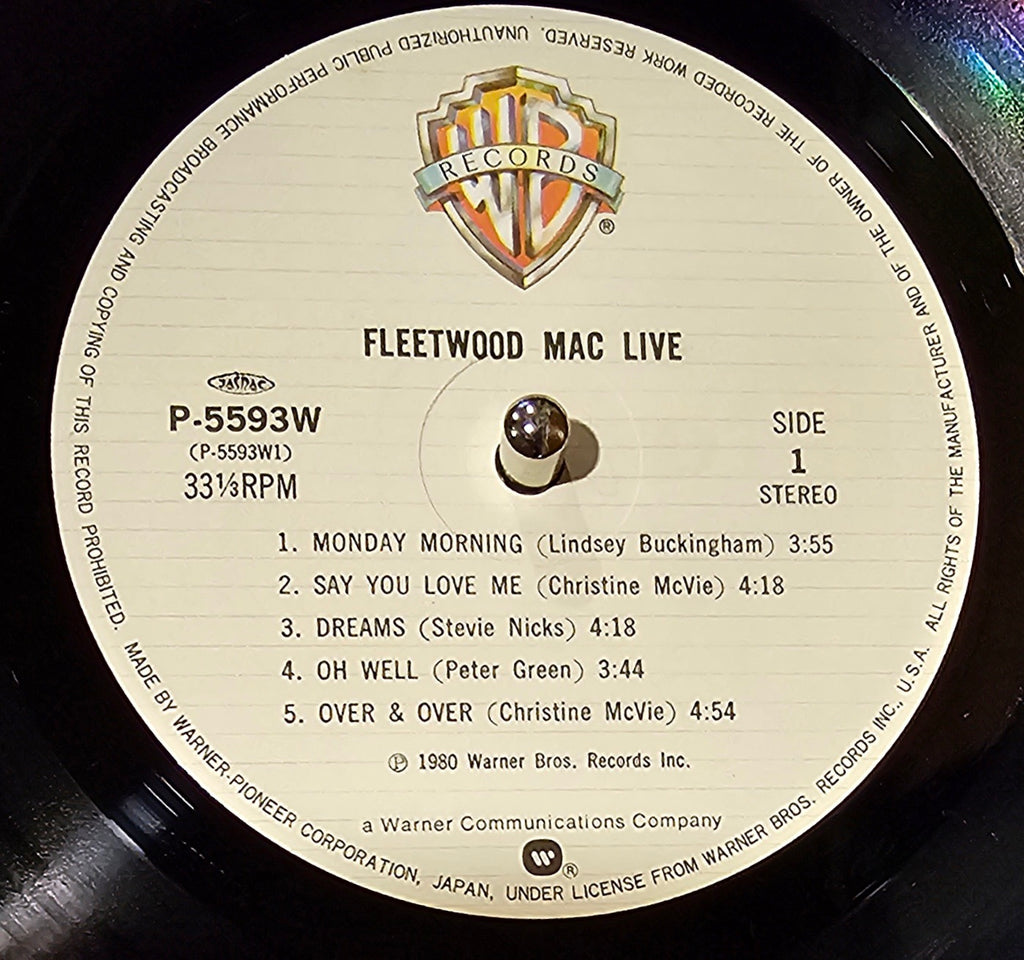 WB
RECORDS
®
FLEETWOOD MAC LIVE
JASRAC
P-5593W
(P-5593W1)
33⅓RPM
SIDE
1
STEREO
1. MONDAY MORNING (Lindsey Buckingham) 3:55
2. SAY YOU LOVE ME (Christine McVie) 4:18
3. DREAMS (Stevie Nicks) 4:18
4. OH WELL (Peter Green) 3:44
5. OVER & OVER (Christine McVie) 4:54
℗ 1980 Warner Bros. Records Inc.
a Warner Communications Company
®
MADE BY WARNER-PIONEER CORPORATION, JAPAN, UNDER LICENSE FROM WARNER BROS. RECORDS INC., U.S.A. ALL RIGHTS OF THE MANUFACTURER AND OF THE OWNER OF THE RECORDED WORK RESERVED. UNAUTHORIZED PUBLIC PERFORMANCE BROADCASTING AND COPYING OF THIS RECORD PROHIBITED.